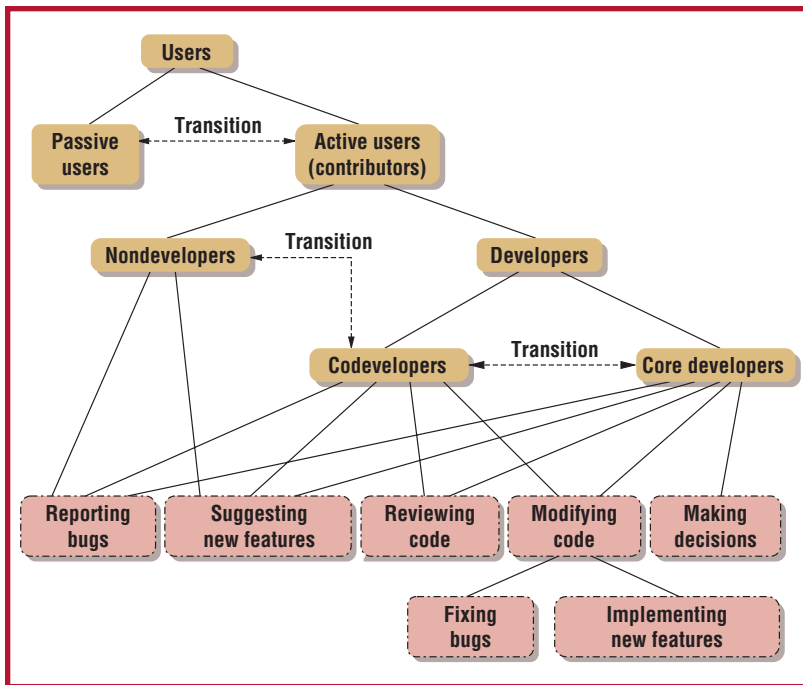 Users
Transition
Passive
users
Active users
(contributors)
Transition
Nondevelopers
Developers
Transition
Codevelopers
Core developers
Reporting
bugs
Suggesting
new features
Reviewing
code
Modifying
code
Making
decisions
Fixing
bugs
Implementing
new features